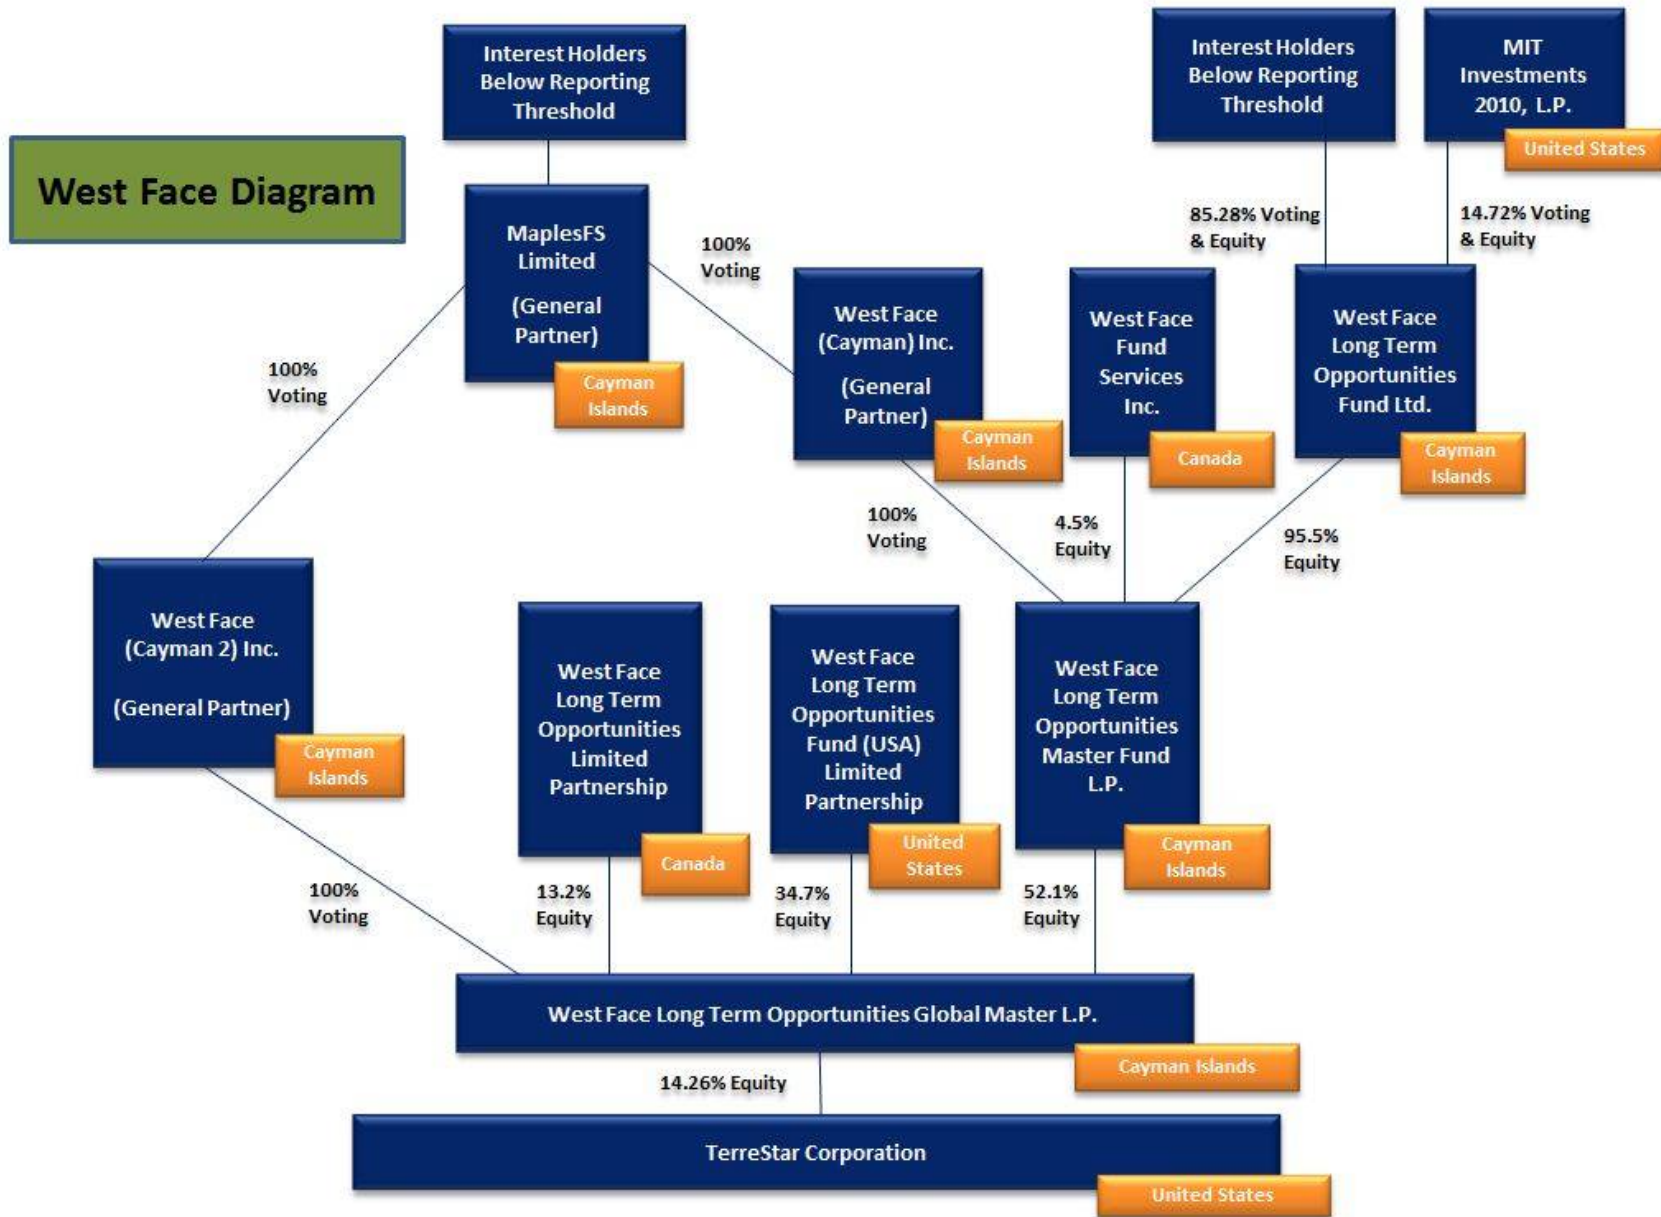 Interest Holders
Below Reporting
Threshold
Interest Holders
Below Reporting
Threshold
MIT
Investments
2010, L.P.
United States
West Face Diagram
MaplesFS
Limited
(General
Partner)
Cayman
Islands
100%
Voting
85.28% Voting
& Equity
14.72% Voting
& Equity
100%
Voting
West Face
(Cayman) Inc.
(General
Partner)
Cayman
Islands
West Face
Fund
Services
Inc.
Canada
West Face
Long Term
Opportunities
Fund Ltd.
Cayman
Islands
100%
Voting
4.5%
Equity
95.5%
Equity
West Face
(Cayman 2) Inc.
(General Partner)
Cayman
Islands
West Face
Long Term
Opportunities
Limited
Partnership
Canada
West Face
Long Term
Opportunities
Fund (USA)
Limited
Partnership
United
States
West Face
Long Term
Opportunities
Master Fund
L.P.
Cayman
Islands
100%
Voting
13.2%
Equity
34.7%
Equity
52.1%
Equity
West Face Long Term Opportunities Global Master L.P.
Cayman Islands
14.26% Equity
TerreStar Corporation
United States